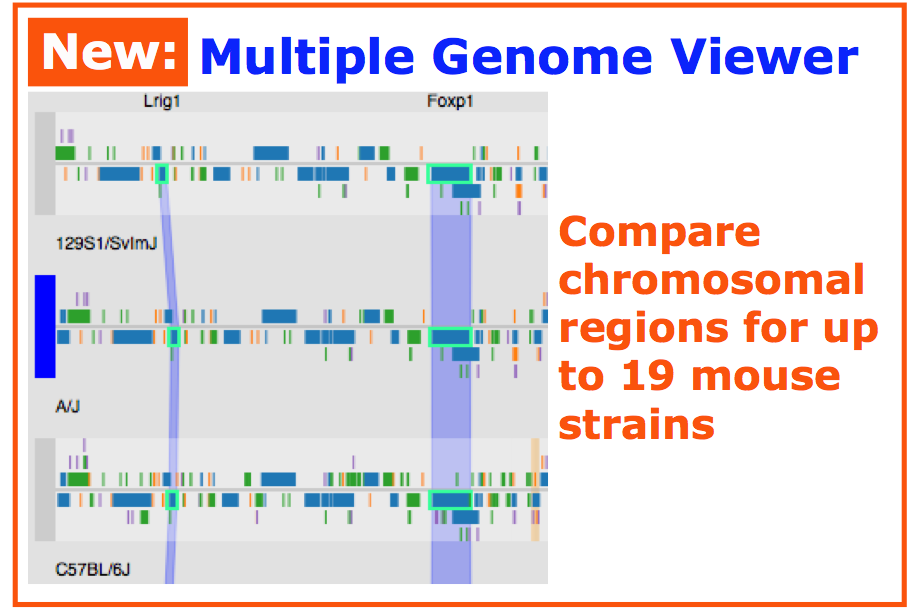 New: Multiple Genome Viewer
Lrig1 Foxp1
129S1/SvImJ
A/J
C57BL/6J
Compare
chromosomal
regions for up
to 19 mouse
strains